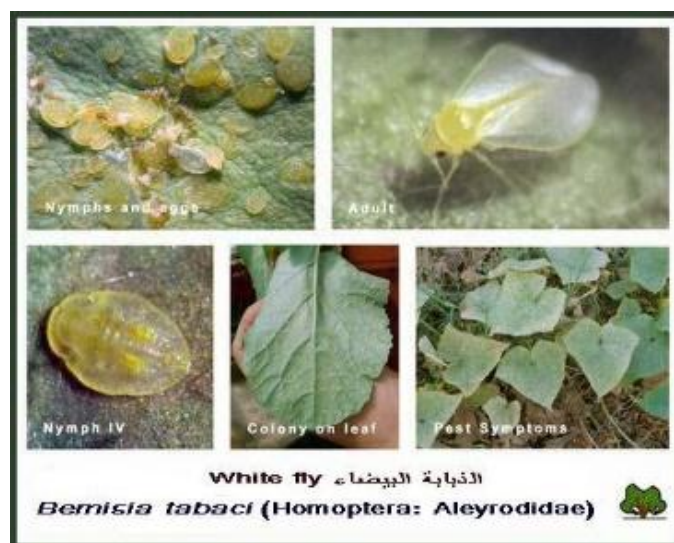 Nymphs and eggs
Adult
Nymph IV
Colony on leaf
Pest Symptoms
White fly الذبابة البيضاء
Bemisia tabaci (Homoptera: Aleyrodidae)